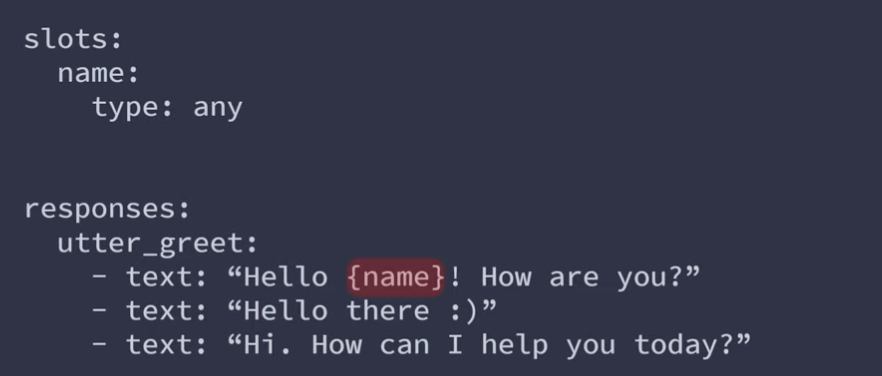 slots:
  name:
    type: any
responses:
  utter_greet:
    - text: “Hello {name}! How are you?”
    - text: “Hello there :)”
    - text: “Hi. How can I help you today?”